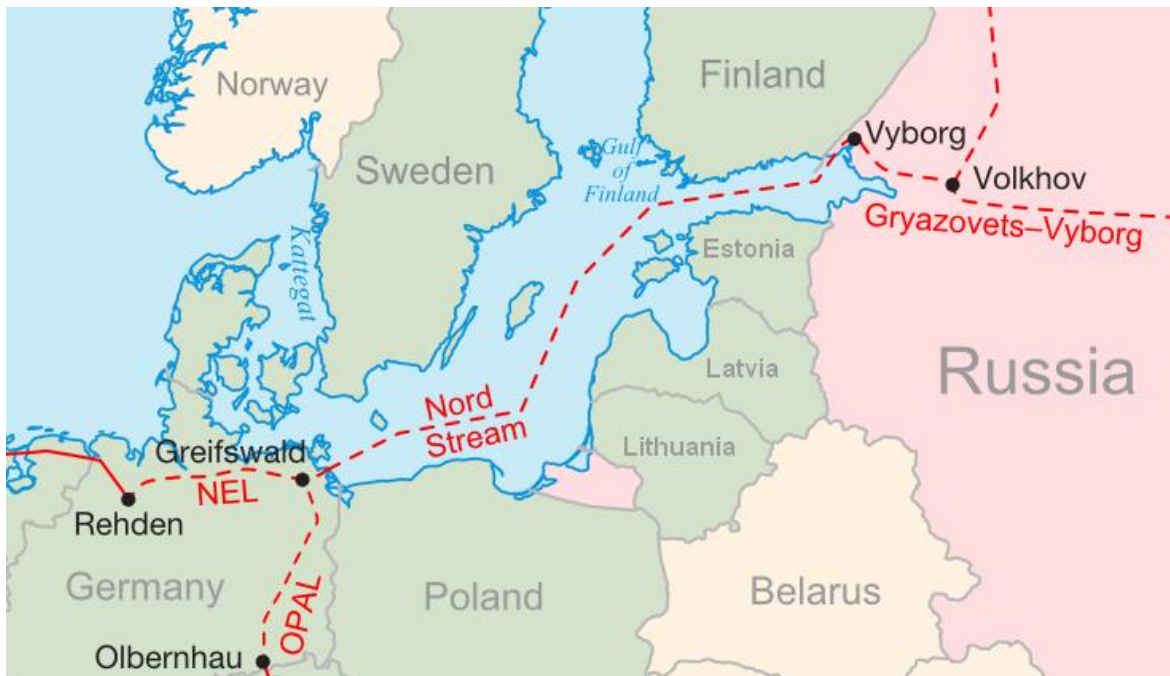 Norway
Finland
Sweden
Gulf
of
Finland
Vyborg
Volkhov
Gryazovets–Vyborg
Kattegat
Estonia
Russia
Latvia
Nord
Stream
Lithuania
Greifswald
NEL
Rehden
Germany
OPAL
Poland
Belarus
Olbernhau